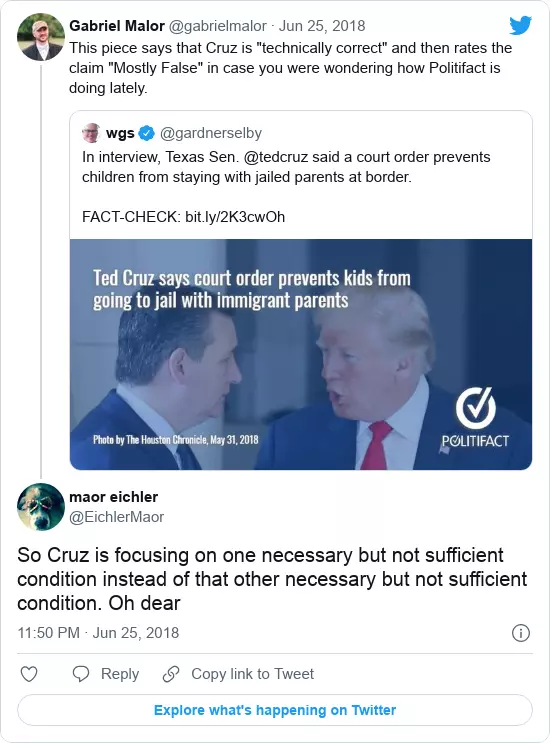 Gabriel Malor @gabrielmalor · Jun 25, 2018
This piece says that Cruz is "technically correct" and then rates the
claim "Mostly False" in case you were wondering how Politifact is
doing lately.
wgs @gardnerselby
In interview, Texas Sen. @tedcruz said a court order prevents
children from staying with jailed parents at border.
FACT-CHECK: bit.ly/2K3cwOh
Ted Cruz says court order prevents kids from
going to jail with immigrant parents
Photo by The Houston Chronicle, May 31, 2018
POLITIFACT
maor eichler
@EichlerMaor
So Cruz is focusing on one necessary but not sufficient
condition instead of that other necessary but not sufficient
condition. Oh dear
11:50 PM · Jun 25, 2018
Reply
Copy link to Tweet
Explore what's happening on Twitter